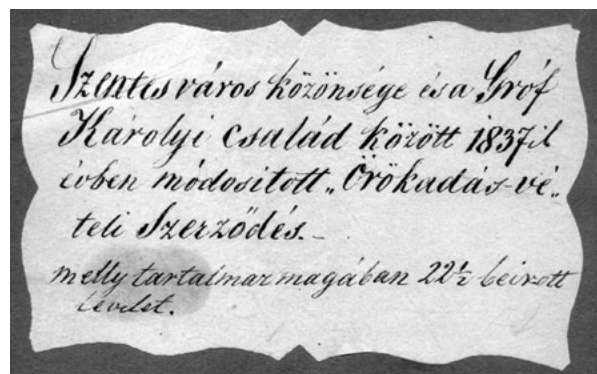 Szentes város közönsége és a Gróf
Károlyi család között 1837ik
évben módosított „Örökadás-vé„
teli Szerződés.–
melly tartalmaz magában 22½ beirott
levelet.